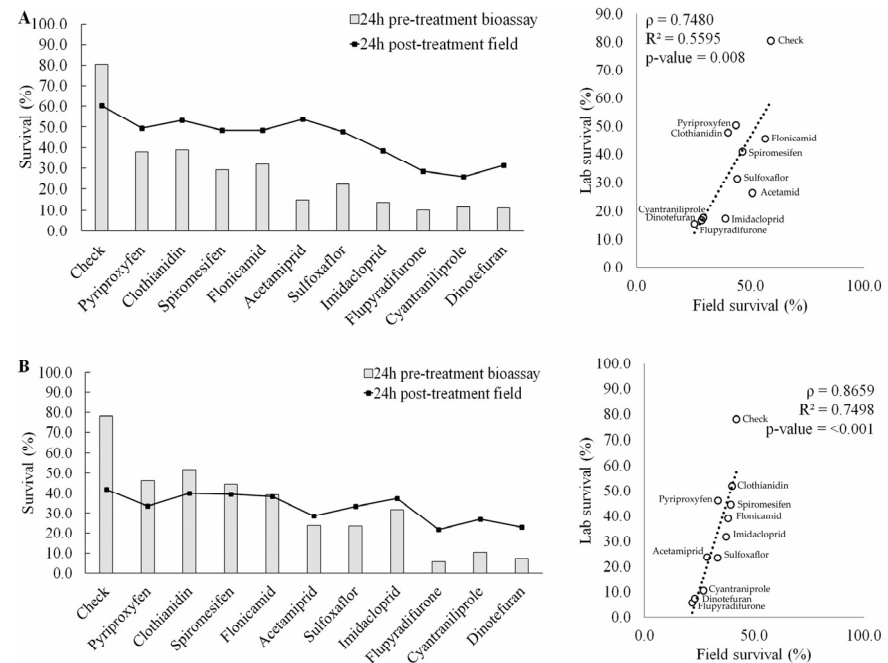 A
100.0
90.0
80.0
70.0
60.0
50.0
40.0
30.0
20.0
10.0
0.0
Survival (%)
24h pre-treatment bioassay
24h post-treatment field
Check
Pyriproxyfen
Clothianidin
Spiromesifen
Flonicamid
Acetamiprid
Sulfoxaflor
Imidacloprid
Flupyradifurone
Cyantraniliprole
Dinotefuran
90.0
80.0
70.0
60.0
50.0
40.0
30.0
20.0
10.0
0.0
Lab survival (%)
ρ = 0.7480
R² = 0.5595
p-value = 0.008
Check
Pyriproxyfen
Clothianidin
Flonicamid
Spiromesifen
Sulfoxaflor
Acetamid
Cyantraniliprole
Dinotefuran
Imidacloprid
Flupyradifurone
0.0
50.0
100.0
Field survival (%)
B
100.0
90.0
80.0
70.0
60.0
50.0
40.0
30.0
20.0
10.0
0.0
Survival (%)
24h pre-treatment bioassay
24h post-treatment field
Check
Pyriproxyfen
Clothianidin
Spiromesifen
Flonicamid
Acetamiprid
Sulfoxaflor
Imidacloprid
Flupyradifurone
Cyantraniliprole
Dinotefuran
100.0
90.0
80.0
70.0
60.0
50.0
40.0
30.0
20.0
10.0
0.0
Lab survival (%)
ρ = 0.8659
R² = 0.7498
p-value = <0.001
Check
Clothianidin
Pyriproxyfen
Spiromesifen
Flonicamid
Imidacloprid
Acetamiprid
Sulfoxaflor
Cyantraniprole
Dinotefuran
Flupyradifurone
0.0
50.0
100.0
Field survival (%)